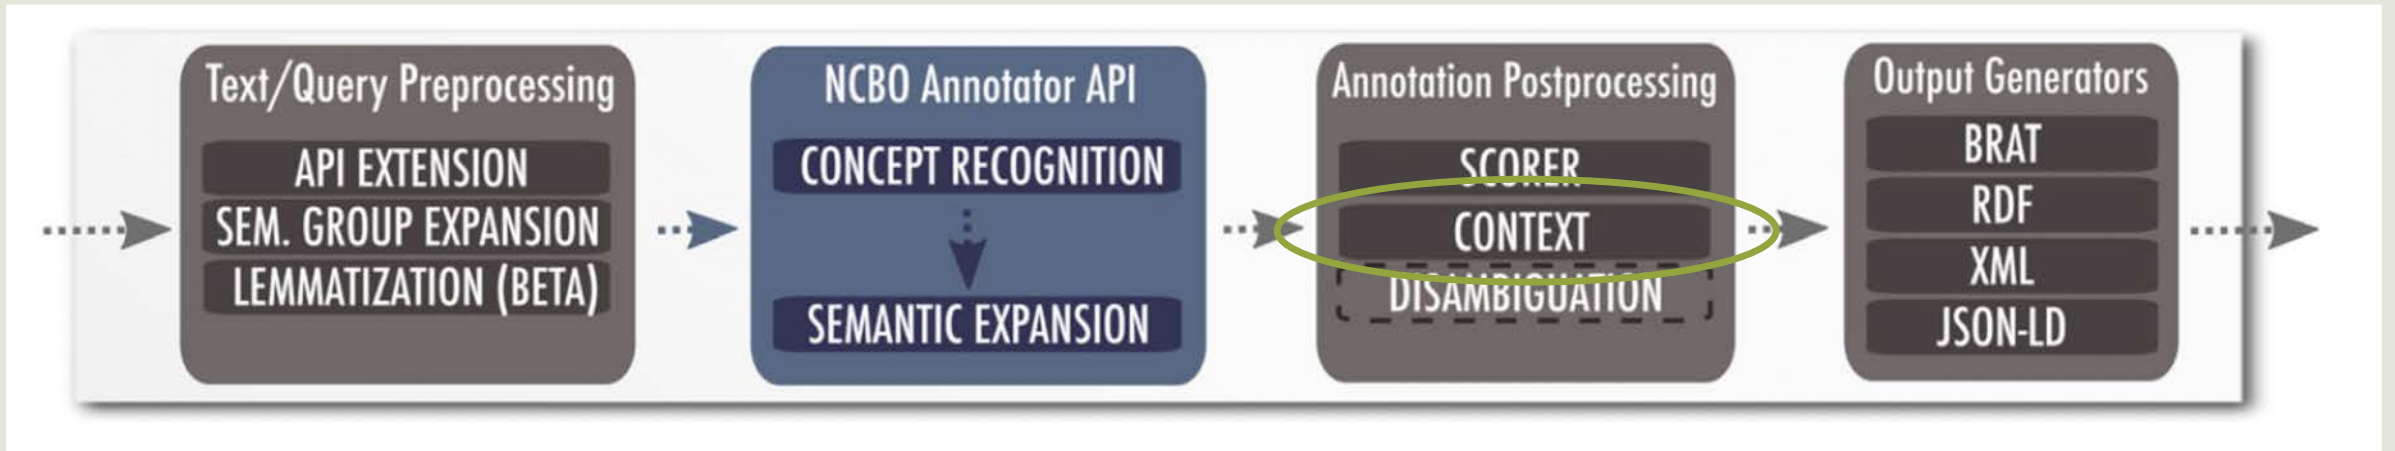 Text/Query Preprocessing
API EXTENSION
SEM. GROUP EXPANSION
LEMMATIZATION (BETA)
NCBO Annotator API
CONCEPT RECOGNITION
SEMANTIC EXPANSION
Annotation Postprocessing
SCORER
CONTEXT
DISAMBIGUATION
Output Generators
BRAT
RDF
XML
JSON-LD